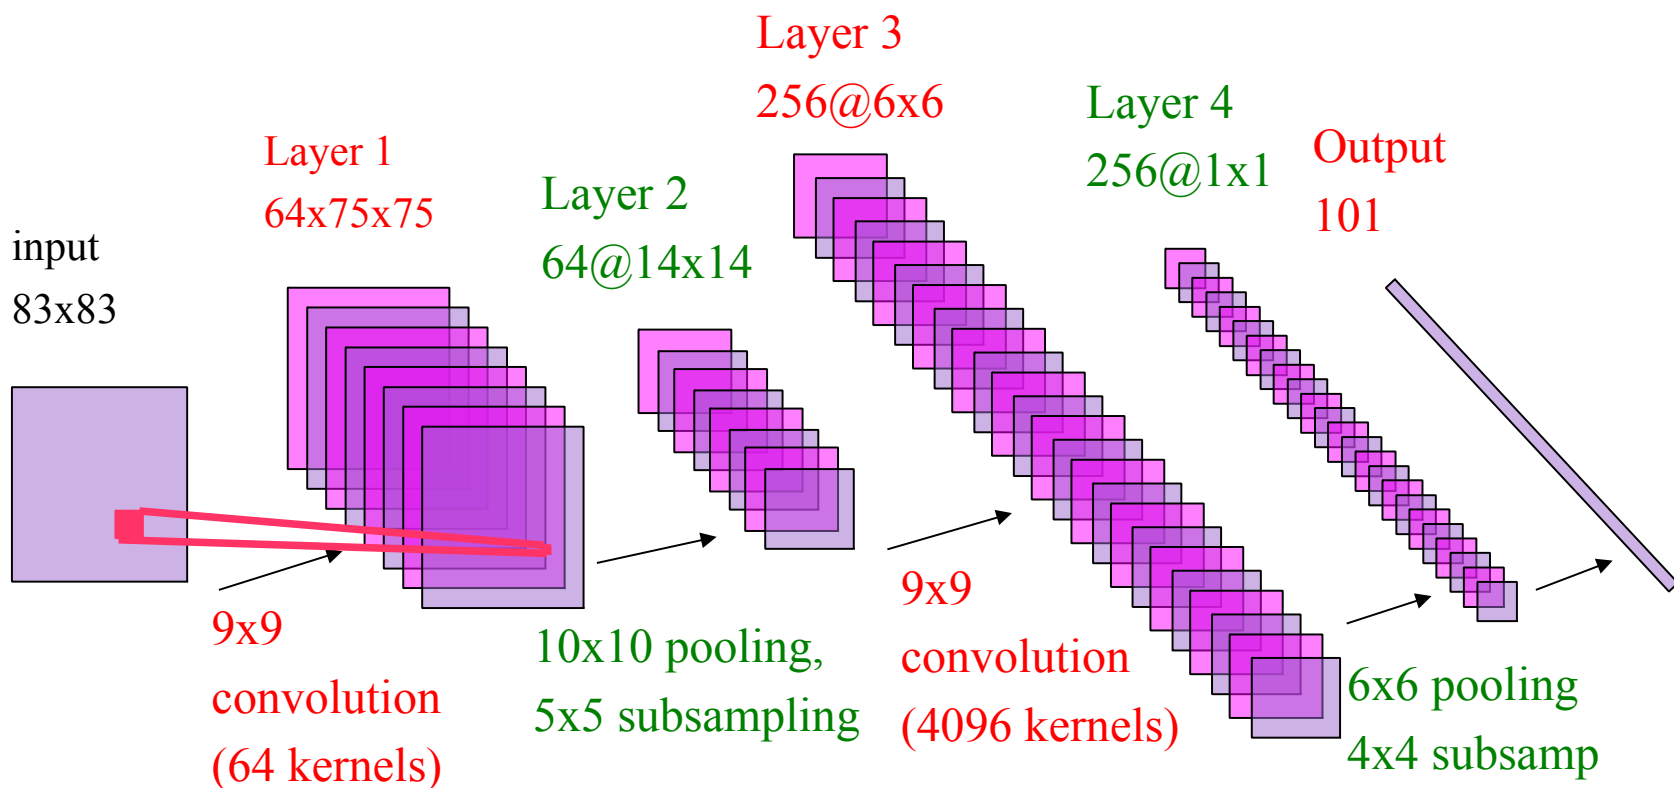 input
83x83
Layer 1
64x75x75
9x9
convolution
(64 kernels)
Layer 2
64@14x14
10x10 pooling,
5x5 subsampling
Layer 3
256@6x6
9x9
convolution
(4096 kernels)
Layer 4
256@1x1
6x6 pooling
4x4 subsamp
Output
101